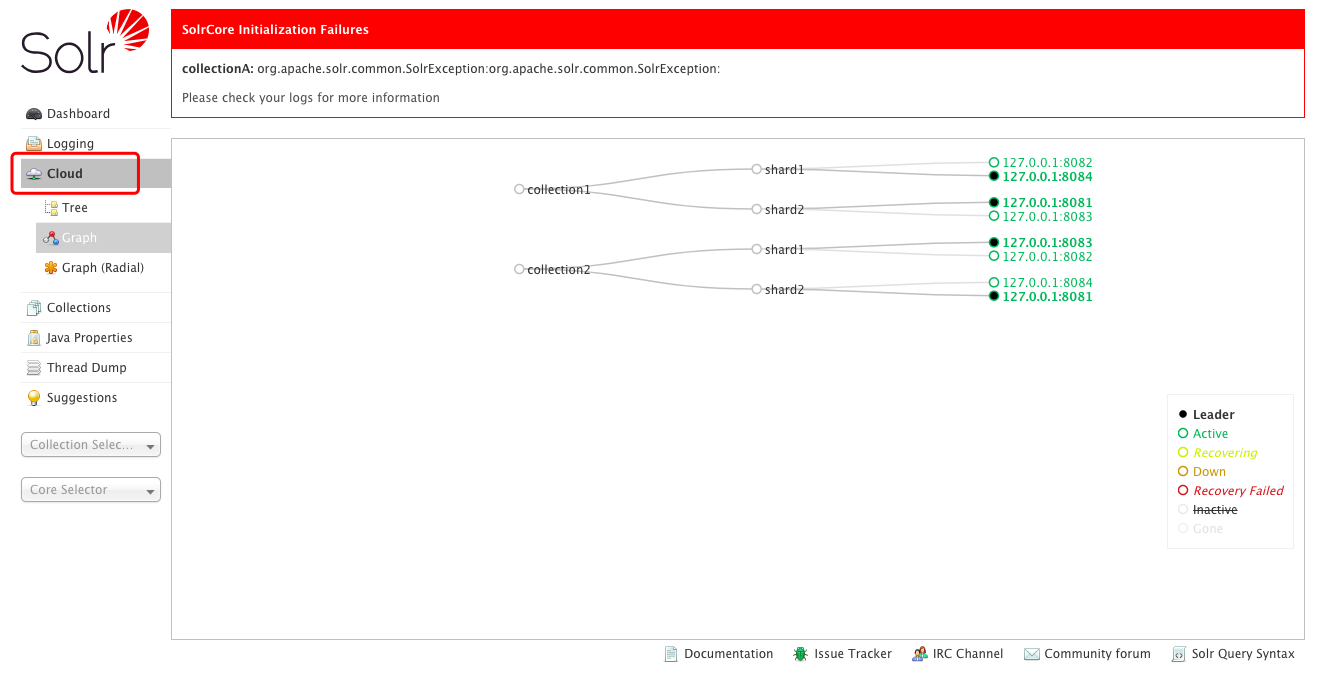 Solr
Dashboard
Logging
Cloud
Tree
Graph
Graph (Radial)
Collections
Java Properties
Thread Dump
Suggestions
Collection Selec...
Core Selector
SolrCore Initialization Failures
collectionA: org.apache.solr.common.SolrException:org.apache.solr.common.SolrException:
Please check your logs for more information
collection1
shard1
127.0.0.1:8082
127.0.0.1:8084
shard2
127.0.0.1:8081
127.0.0.1:8083
collection2
shard1
127.0.0.1:8083
127.0.0.1:8082
shard2
127.0.0.1:8084
127.0.0.1:8081
Leader
Active
Recovering
Down
Recovery Failed
Inactive
Gone
Documentation
Issue Tracker
IRC Channel
Community forum
Solr Query Syntax